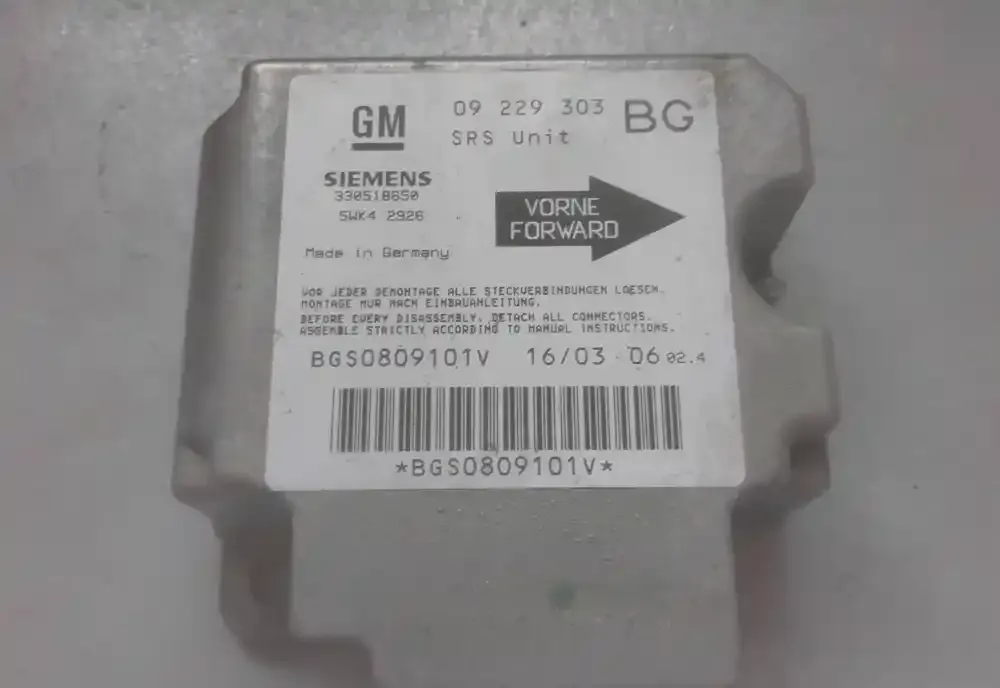 GM
09 229 303 BG
SRS Unit
SIEMENS
330518650
5WK4 2926
VORNE
FORWARD
Made in Germany
VOR JEDER DEMONTAGE ALLE STECKVERBINDUNGEN LOESEN.
MONTAGE NUR NACH EINBAUANLEITUNG.
BEFORE EVERY DISASSEMBLY, DETACH ALL CONNECTORS.
ASSEMBLE STRICTLY ACCORDING TO MANUAL INSTRUCTIONS.
BGS0809101V 16/03 06 02.4
*BGS0809101V*